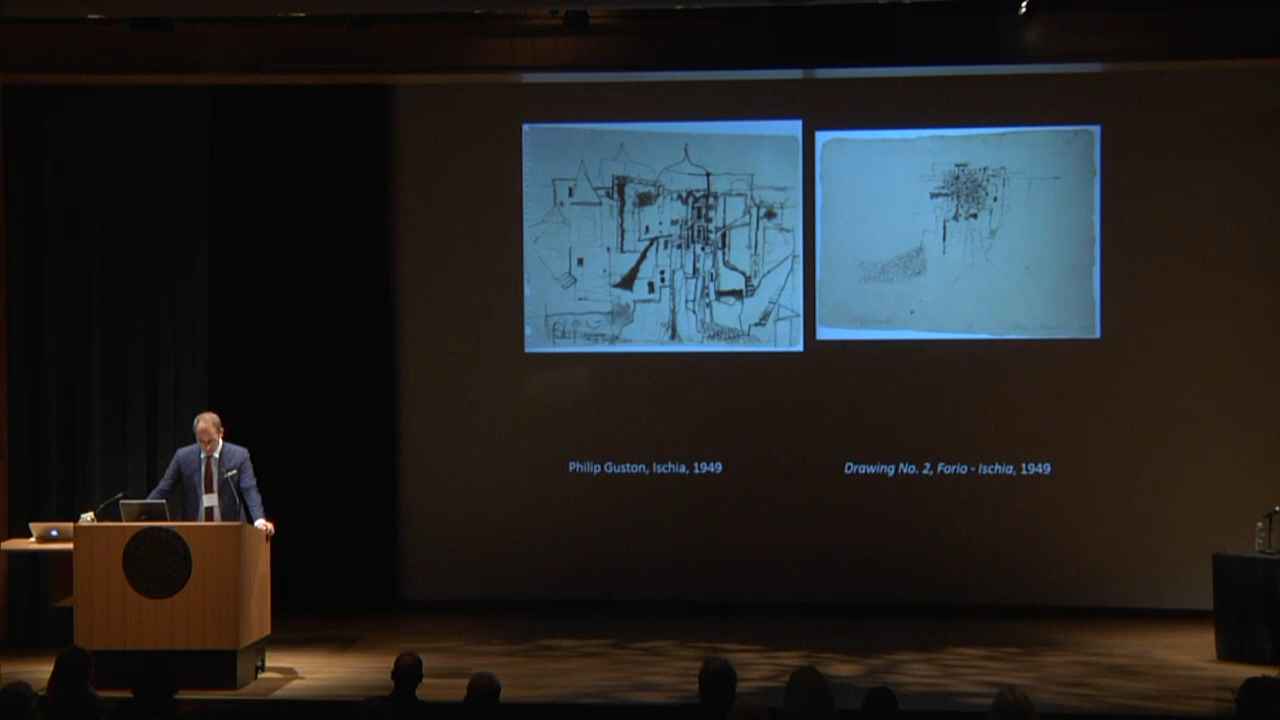 Philip Guston, Ischia, 1949
Drawing No. 2, Forio - Ischia, 1949